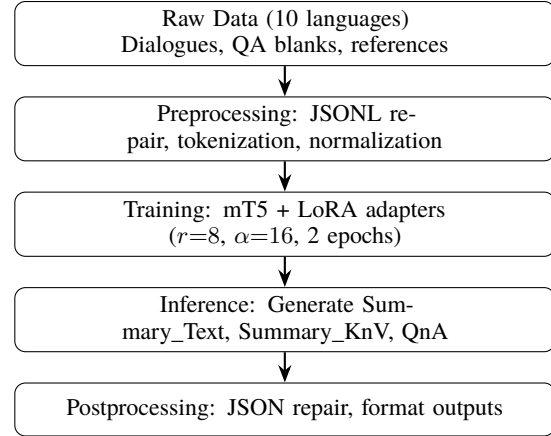 Raw Data (10 languages)
Dialogues, QA blanks, references
Preprocessing: JSONL re-
pair, tokenization, normalization
Training: mT5 + LoRA adapters
(r=8, α=16, 2 epochs)
Inference: Generate Sum-
mary_Text, Summary_KnV, QnA
Postprocessing: JSON repair, format outputs